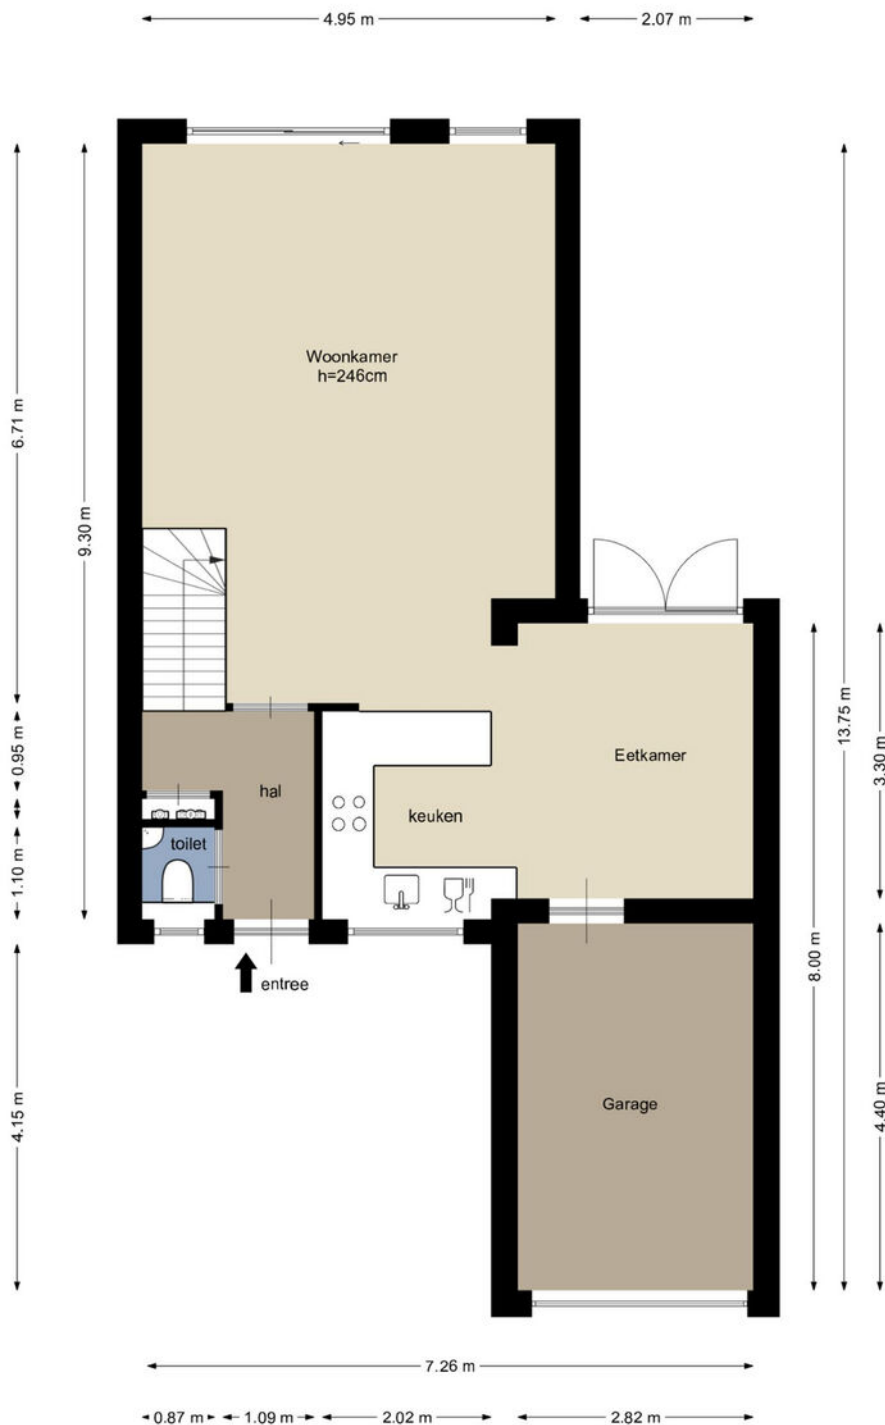 4.95 m
2.07 m
Woonkamer
h=246cm
6.71 m
9.30 m
13.75 m
0.95 m
3.30 m
Eetkamer
hal
keuken
toilet
1.10 m
8.00 m
entree
4.15 m
Garage
4.40 m
7.26 m
0.87 m
1.09 m
2.02 m
2.82 m